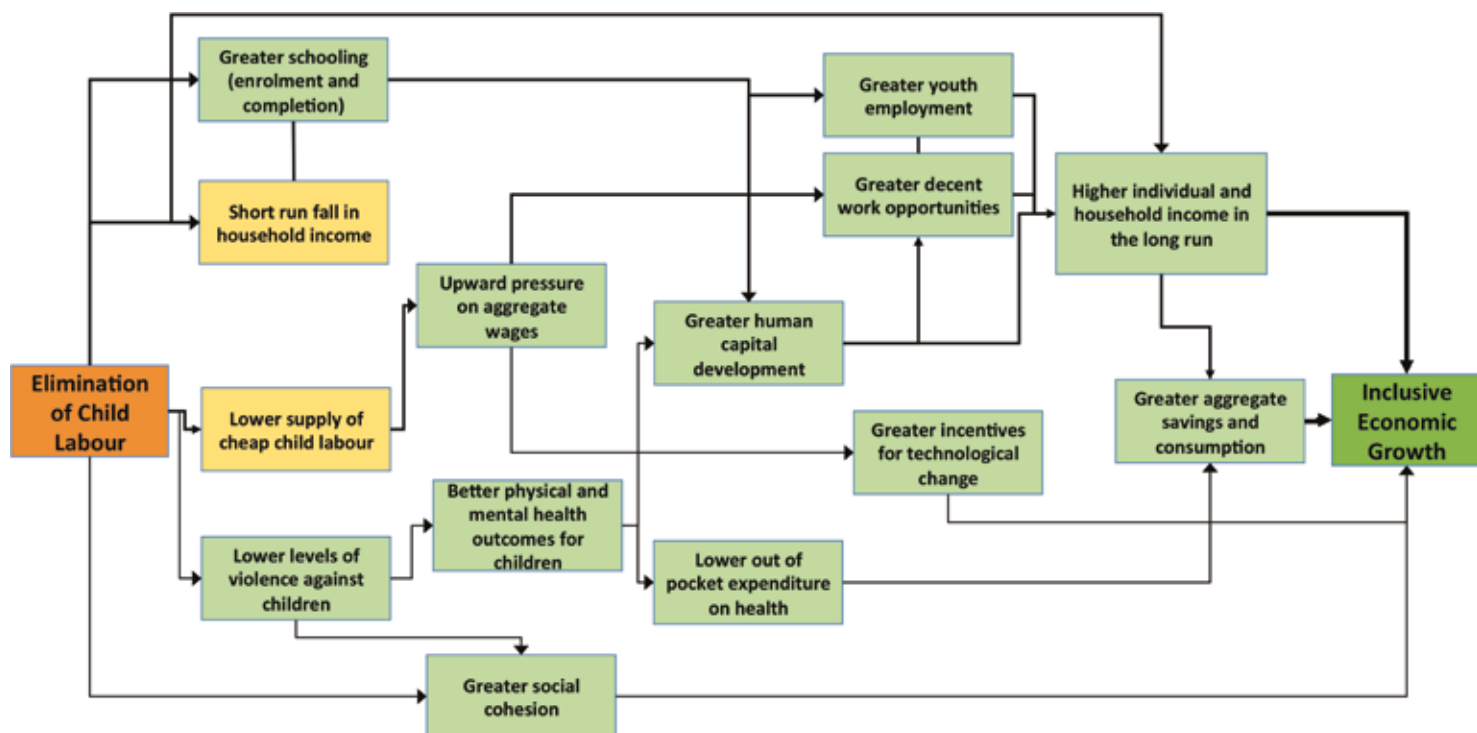 Greater schooling
(enrolment and
completion)
Short run fall in
household income
Elimination
of Child
Labour
Lower supply of
cheap child labour
Lower levels of
violence against
children
Upward pressure
on aggregate
wages
Better physical and
mental health
outcomes for
children
Greater social
cohesion
Greater human
capital
development
Lower out of
pocket expenditure
on health
Greater youth
employment
Greater decent
work opportunities
Greater incentives
for technological
change
Higher individual and
household income in
the long run
Greater aggregate
savings and
consumption
Inclusive
Economic
Growth